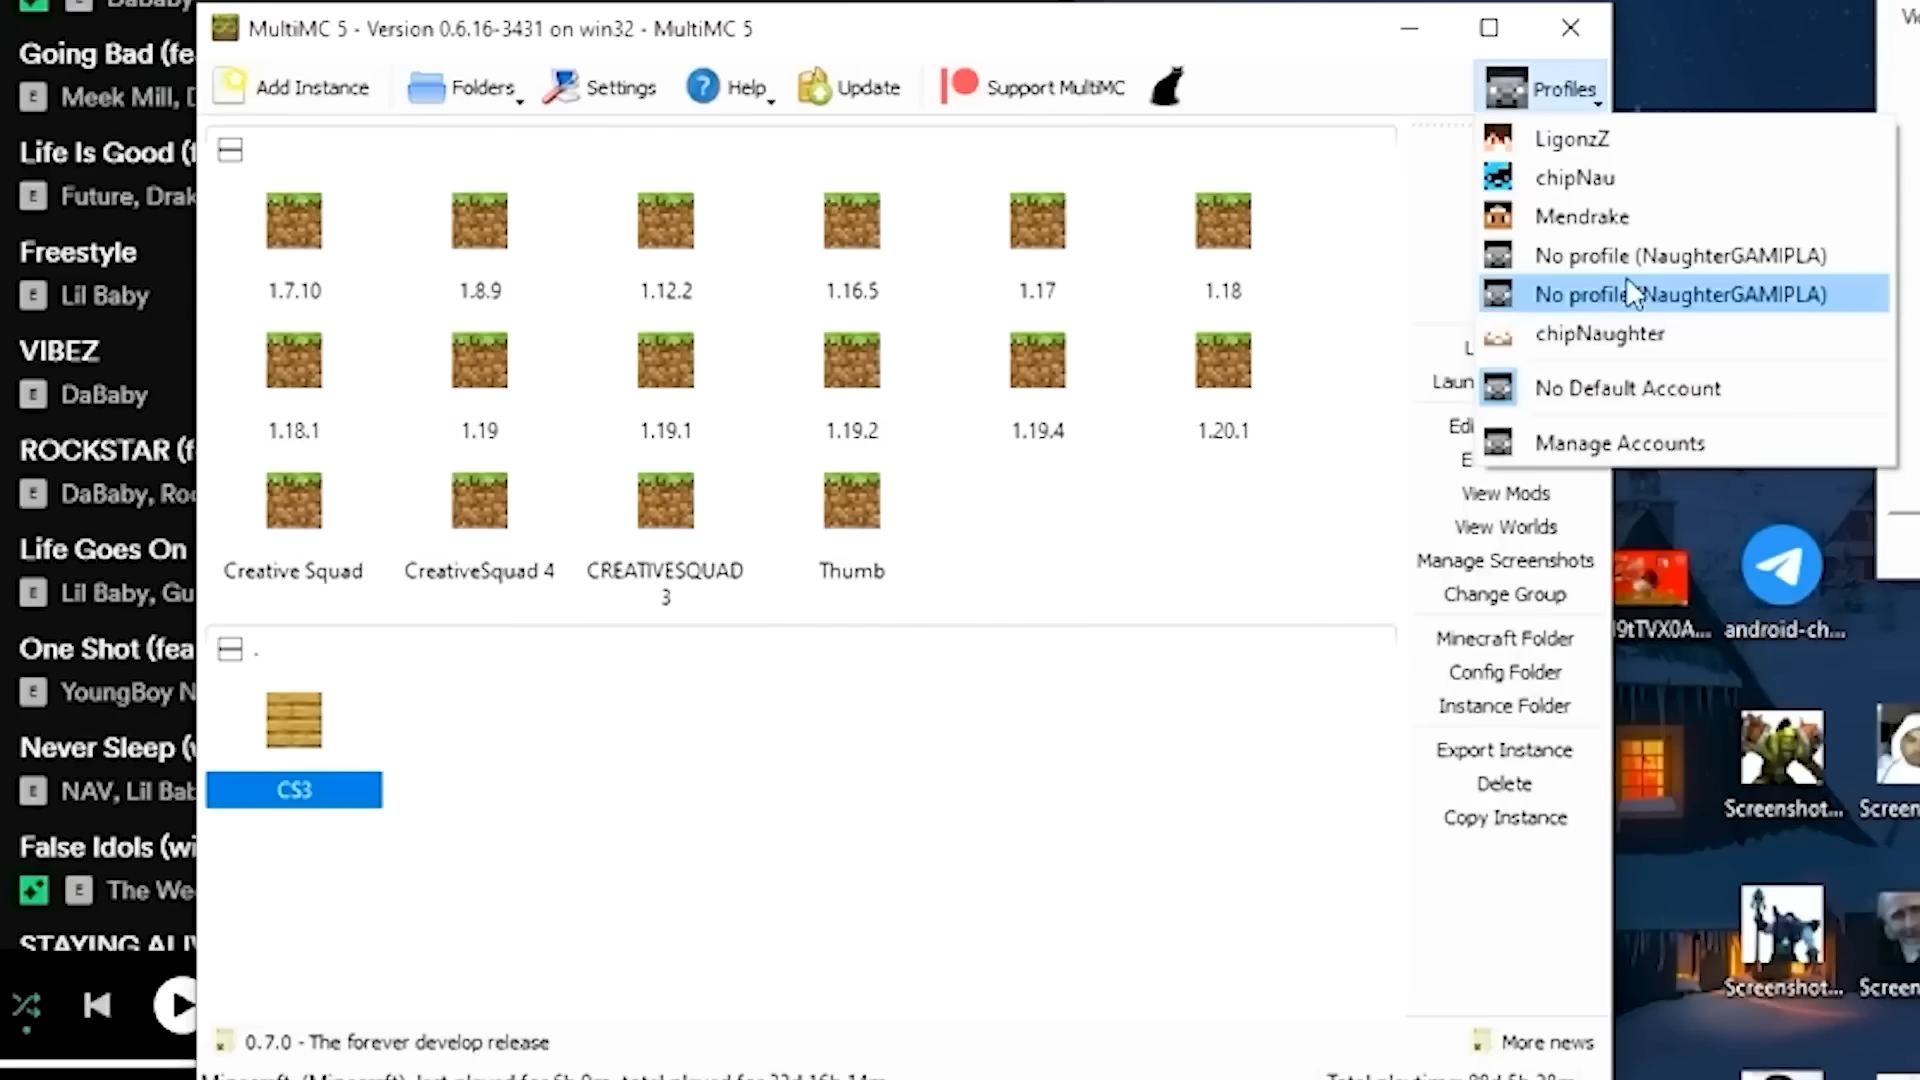 DaBaby
Going Bad (fe
E Meek Mill,
Life Is Good (f
E Future, Drak
Freestyle
E Lil Baby
VIBEZ
E DaBaby
ROCKSTAR (f
E DaBaby, Ro
Life Goes On
E Lil Baby, Gu
One Shot (fea
E YoungBoy N
Never Sleep (w
E NAV, Lil Bab
False Idols (wi
E The We
STAYING ALIV
MultiMC 5 - Version 0.6.16-3431 on win32 - MultiMC 5
Add Instance Folders Settings Help Update Support MultiMC Profiles
1.7.10 1.8.9 1.12.2 1.16.5 1.17 1.18
1.18.1 1.19 1.19.1 1.19.2 1.19.4 1.20.1
Creative Squad CreativeSquad 4 CREATIVESQUAD
3
Thumb
.
CS3
LigonzZ
chipNau
Mendrake
No profile (NaughterGAMIPLA)
No profile NaughterGAMIPLA)
chipNaughter
No Default Account
Manage Accounts
L
Laun
Edi
E
View Mods
View Worlds
Manage Screenshots
Change Group
Minecraft Folder
Config Folder
Instance Folder
Export Instance
Delete
Copy Instance
0.7.0 - The forever develop release
More news
Vi
9tTVX0A... android-ch...
Screenshot... Screen
Screenshot... Screen